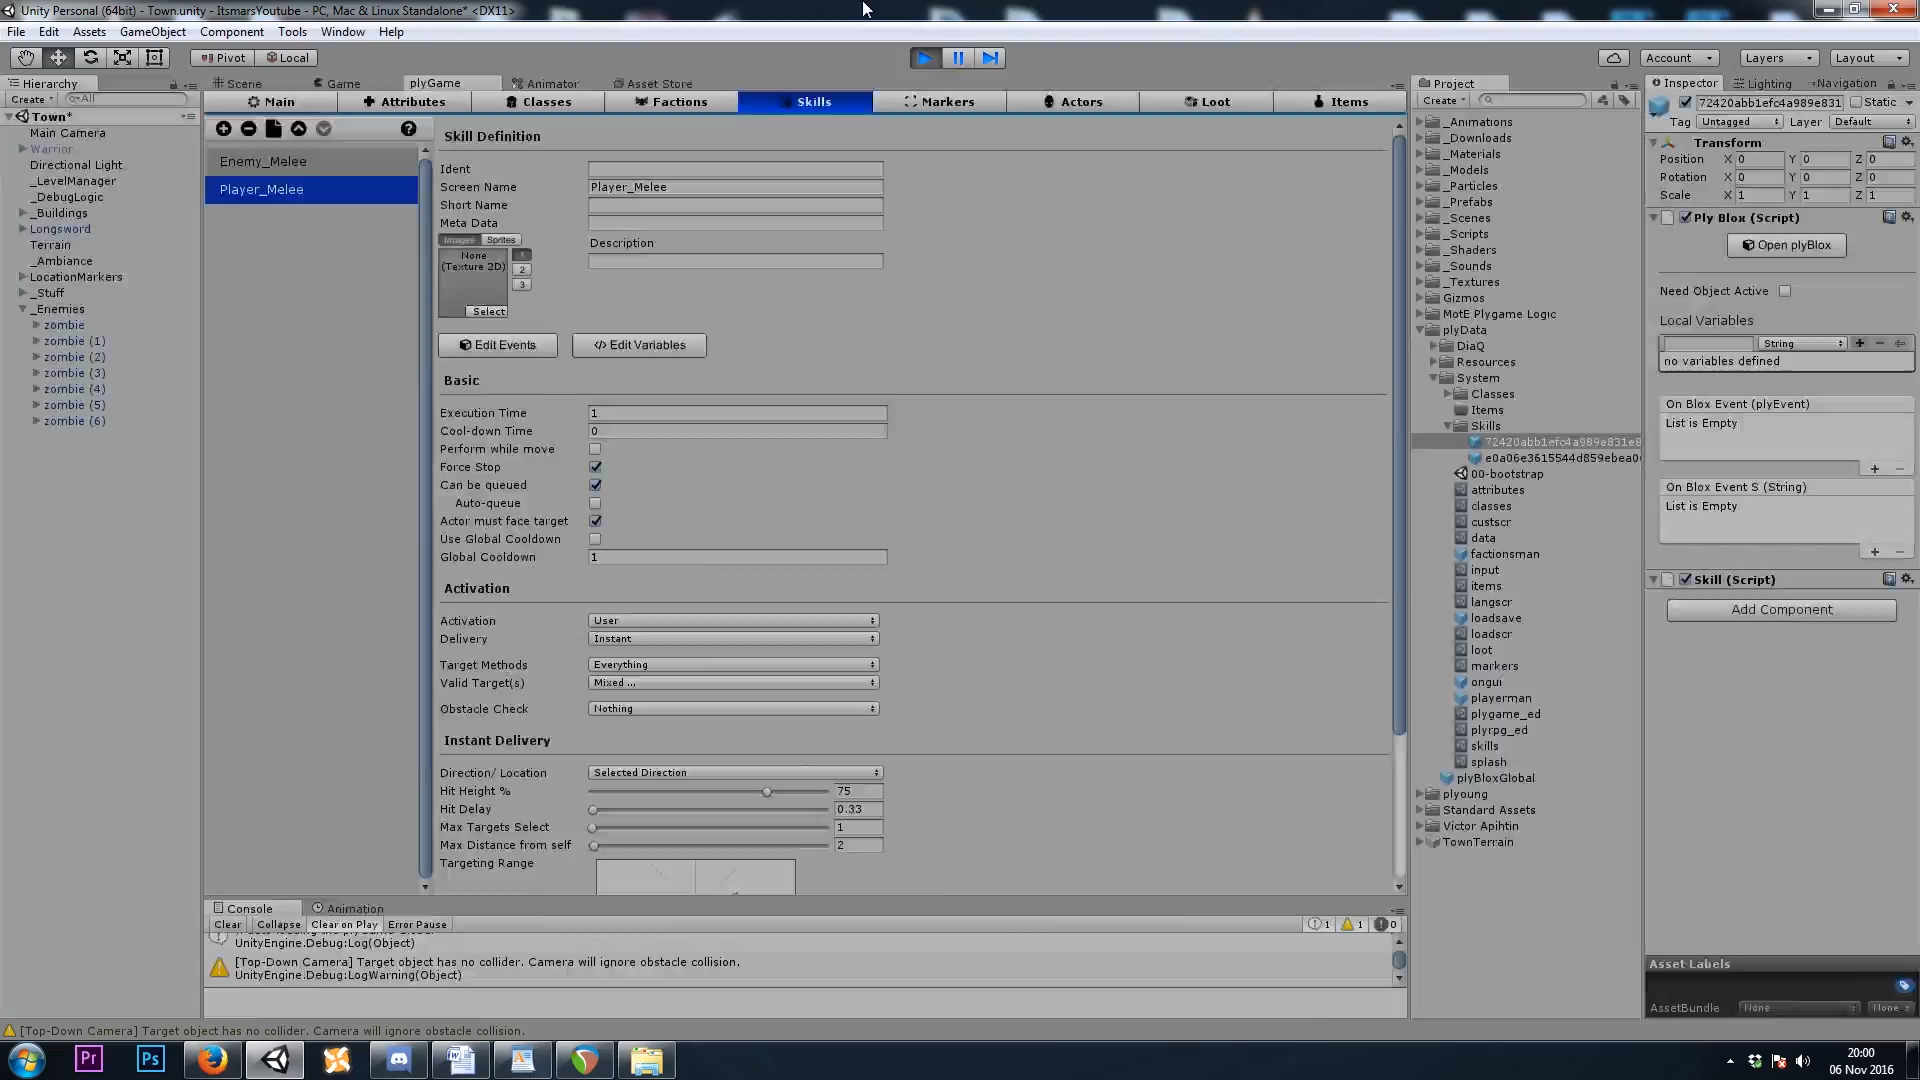 Unity Personal (64bit) - Town.unity - ItsmarsYoutube - PC, Mac & Linux Standalone* <DX11>
File Edit Assets GameObject Component Tools Window Help
Pivot Local Account Layers Layout
Hierarchy Scene Game plyGame Animator Asset Store Project Inspector Lighting Navigation
Create All
Town*
Main Camera
Warrior
Directional Light
_LevelManager
_DebugLogic
_Buildings
Longsword
Terrain
_Ambiance
LocationMarkers
_Stuff
_Enemies
zombie
zombie (1)
zombie (2)
zombie (3)
zombie (4)
zombie (5)
zombie (6)
Main Attributes Classes Factions Skills Markers Actors Loot Items
Enemy_Melee
Player_Melee
Skill Definition
Ident
Screen Name Player_Melee
Short Name
Meta Data
Images Sprites
Description
None
(Texture 2D)
1
2
3
Select
Edit Events </> Edit Variables
Basic
Execution Time 1
Cool-down Time 0
Perform while move
Force Stop
Can be queued
Auto-queue
Actor must face target
Use Global Cooldown
Global Cooldown 1
Activation
Activation User
Delivery Instant
Target Methods Everything
Valid Target(s) Mixed ...
Obstacle Check Nothing
Instant Delivery
Direction/ Location Selected Direction
Hit Height % 75
Hit Delay 0.33
Max Targets Select 1
Max Distance from self 2
Targeting Range
Console Animation
Clear Collapse Clear on Play Error Pause 1 1 0
UnityEngine.Debug:Log(Object)
[Top-Down Camera] Target object has no collider. Camera will ignore obstacle collision.
UnityEngine.Debug:LogWarning(Object)
Create
_Animations
_Downloads
_Materials
_Models
_Particles
_Prefabs
_Scenes
_Scripts
_Shaders
_Sounds
_Textures
Gizmos
MotE Plygame Logic
plyData
DiaQ
Resources
System
Classes
Items
Skills
72420abb1efc4a989e831e8
e0a06e3615544d859ebea0
00-bootstrap
attributes
classes
custscr
data
factionsman
input
items
langscr
loadsave
loadscr
loot
markers
ongui
playerman
plygame_ed
plyrpg_ed
skills
splash
plyBloxGlobal
plyoung
Standard Assets
Victor Apihtin
TownTerrain
72420abb1efc4a989e831 Static
Tag Untagged Layer Default
Transform
Position X 0 Y 0 Z 0
Rotation X 0 Y 0 Z 0
Scale X 1 Y 1 Z 1
Ply Blox (Script)
Open plyBlox
Need Object Active
Local Variables
String
no variables defined
On Blox Event (plyEvent)
List is Empty
On Blox Event S (String)
List is Empty
Skill (Script)
Add Component
Asset Labels
AssetBundle None None
[Top-Down Camera] Target object has no collider. Camera will ignore obstacle collision.
Pr Ps
20:00
06 Nov 2016